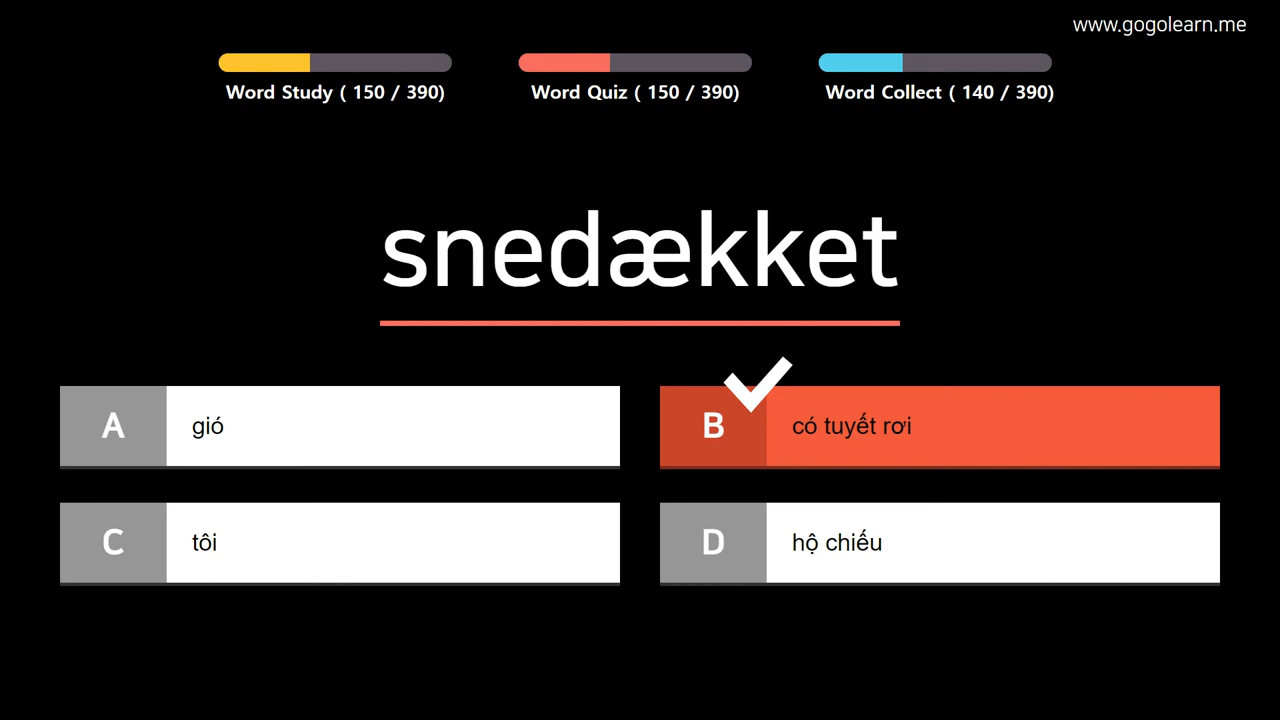 www.gogolearn.me
Word Study ( 150 / 390)
Word Quiz ( 150 / 390)
Word Collect ( 140 / 390)
snedækket
A
gió
B
có tuyết rơi
C
tôi
D
hộ chiếu